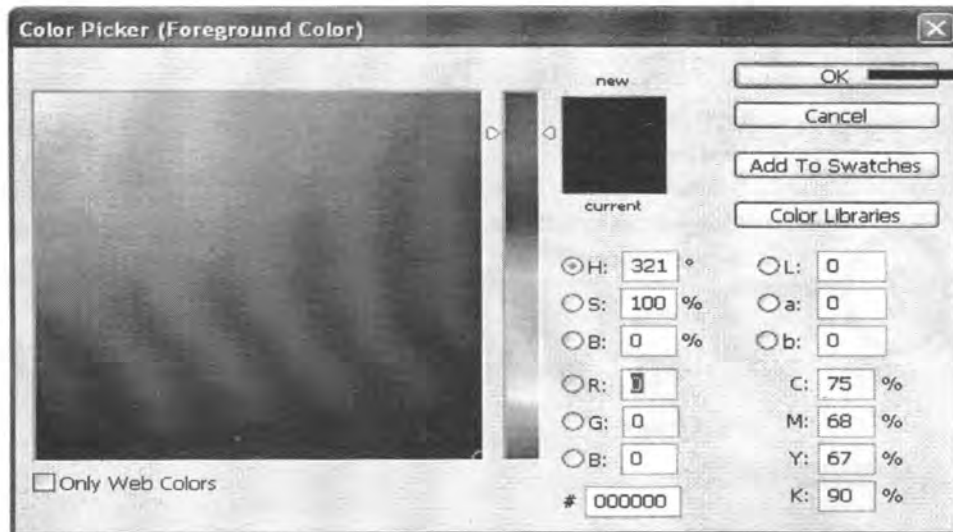 Color Picker (Foreground Color)
new
OK
Cancel
Add To Swatches
current
Color Libraries
H: 321 °
L: 0
S: 100 %
a: 0
B: 0 %
b: 0
R: 0
C: 75 %
G: 0
M: 68 %
B: 0
Y: 67 %
Only Web Colors
# 000000
K: 90 %